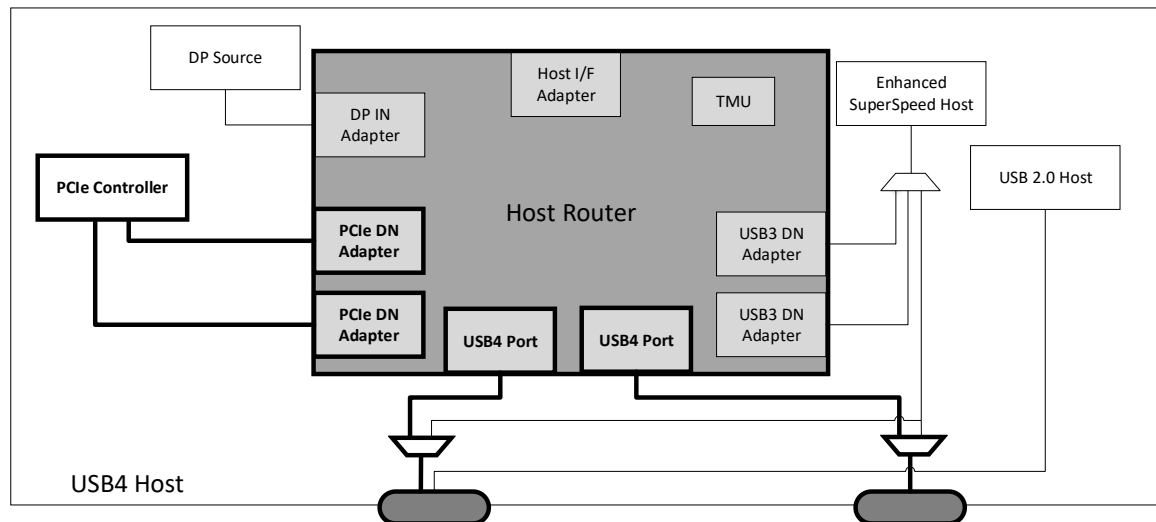 DP Source
Host I/F
Adapter
TMU
Enhanced
SuperSpeed Host
DP IN
Adapter
PCIe Controller
USB 2.0 Host
Host Router
PCIe DN
Adapter
USB3 DN
Adapter
PCIe DN
Adapter
USB4 Port
USB4 Port
USB3 DN
Adapter
USB4 Host